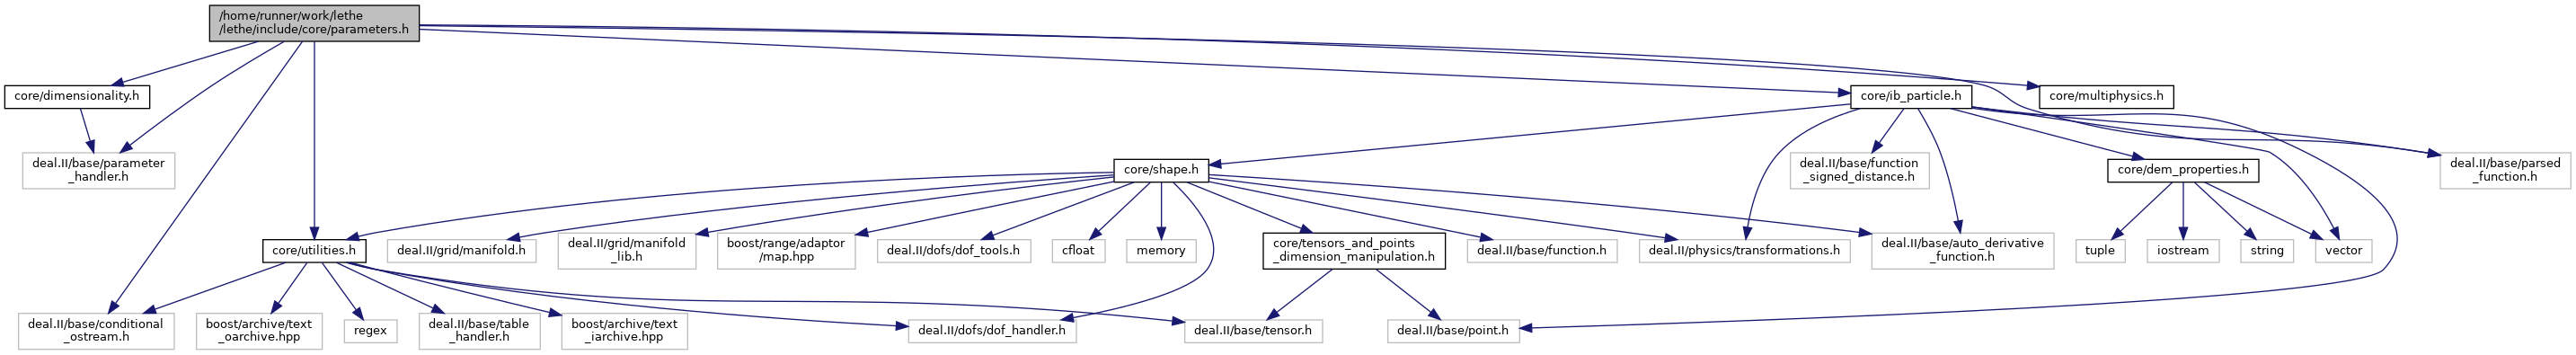 /home/runner/work/lethe
/lethe/include/core/parameters.h
core/dimensionality.h
core/ib_particle.h
core/multiphysics.h
deal.II/base/parameter
_handler.h
core/shape.h
deal.II/base/function
_signed_distance.h
core/dem_properties.h
deal.II/base/parsed
_function.h
core/utilities.h
deal.II/grid/manifold.h
deal.II/grid/manifold
_lib.h
boost/range/adaptor
/map.hpp
deal.II/dofs/dof_tools.h
cfloat
memory
core/tensors_and_points
_dimension_manipulation.h
deal.II/base/function.h
deal.II/physics/transformations.h
deal.II/base/auto_derivative
_function.h
tuple
iostream
string
vector
deal.II/base/conditional
_ostream.h
boost/archive/text
_oarchive.hpp
regex
deal.II/base/table
_handler.h
boost/archive/text
_iarchive.hpp
deal.II/dofs/dof_handler.h
deal.II/base/tensor.h
deal.II/base/point.h